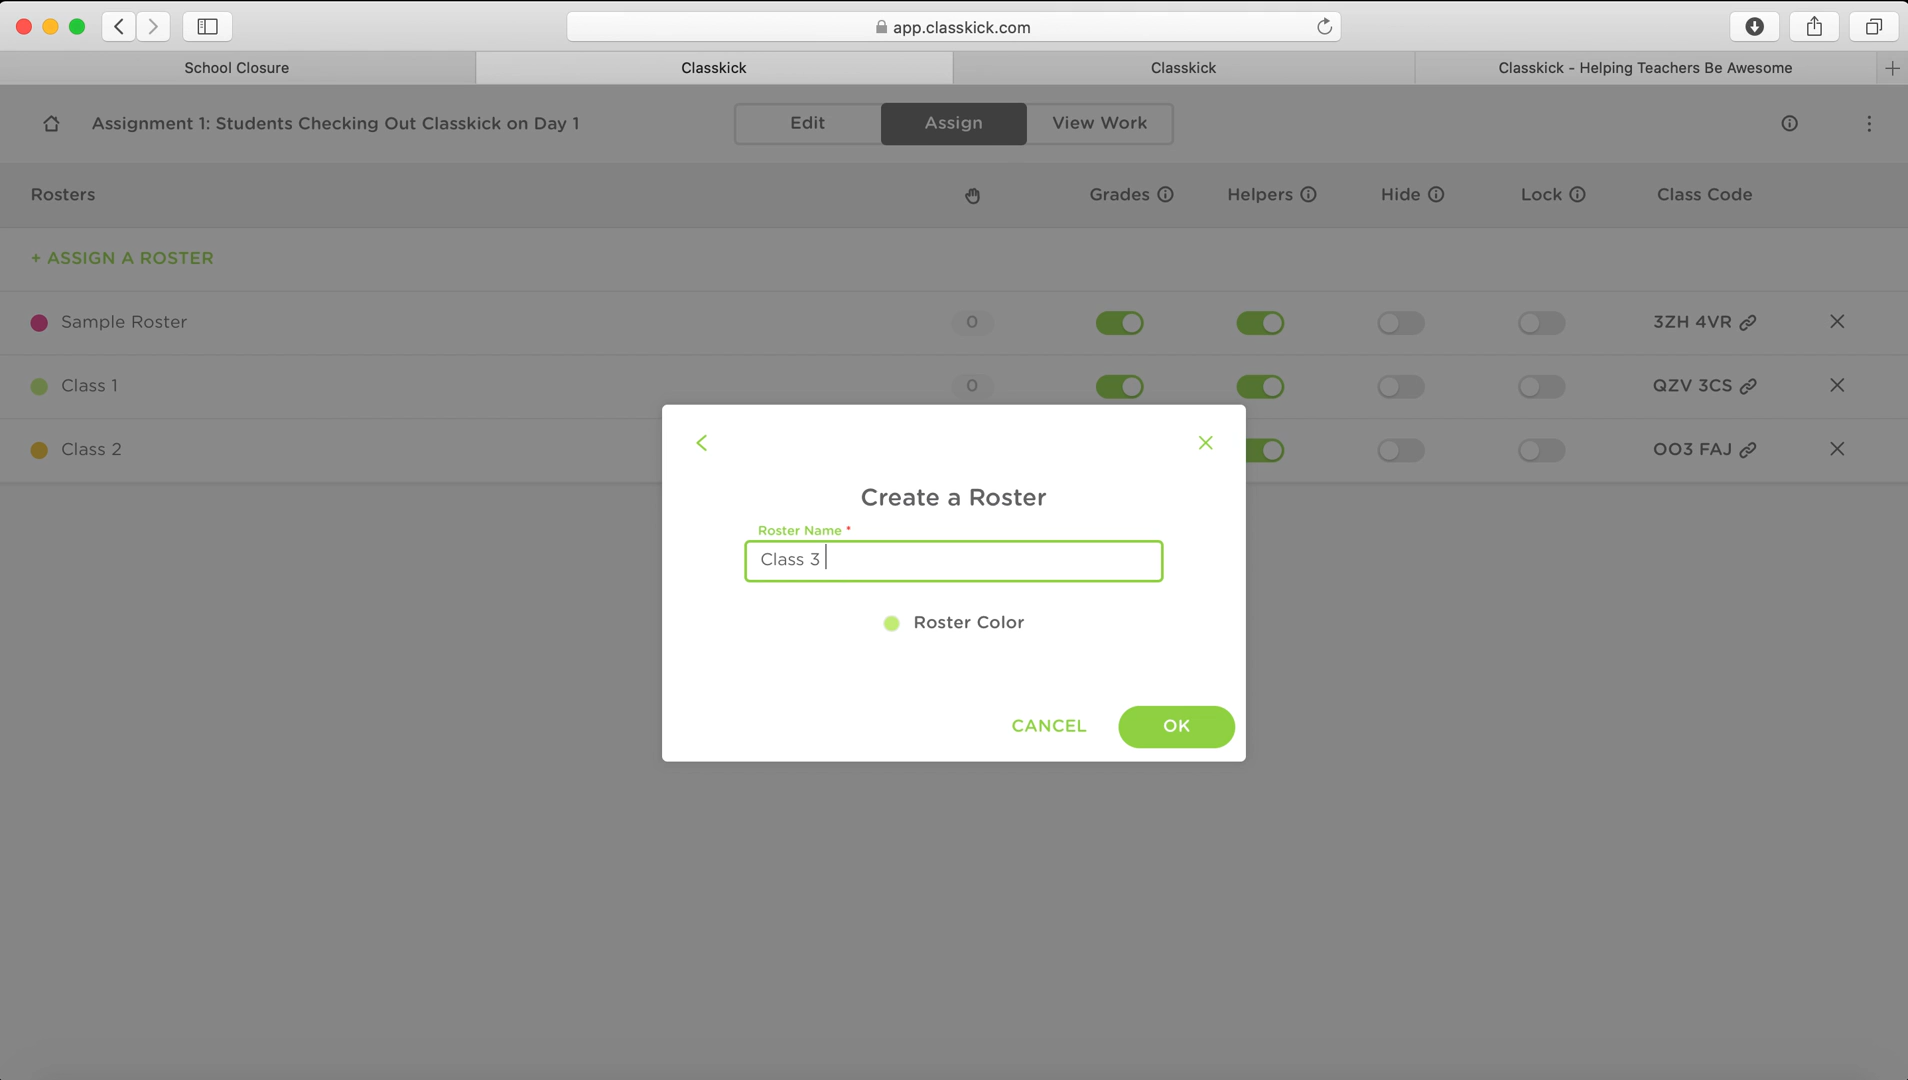 app.classkick.com
School Closure
Classkick
Classkick
Classkick - Helping Teachers Be Awesome
Assignment 1: Students Checking Out Classkick on Day 1
Edit
Assign
View Work
Rosters
Grades
Helpers
Hide
Lock
Class Code
+ ASSIGN A ROSTER
Sample Roster
0
3ZH 4VR
Class 1
0
QZV 3CS
Class 2
OO3 FAJ
Create a Roster
Roster Name *
Class 3
Roster Color
CANCEL
OK